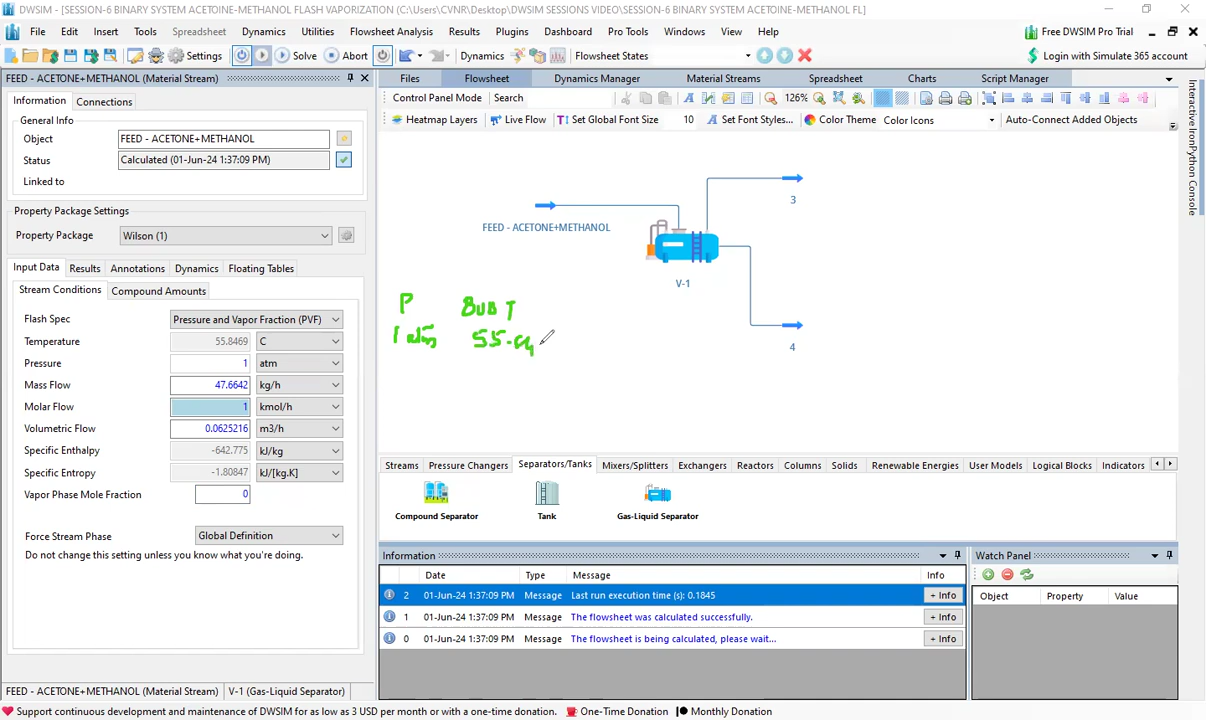 DWSIM - [SESSION-6 BINARY SYSTEM ACETOINE-METHANOL FLASH VAPORIZATION (C:\Users\CVNR\Desktop\DWSIM SESSIONS VIDEO\SESSION-6 BINARY SYSTEM ACETOINE-METHANOL FL]
File Edit Insert Tools Spreadsheet Dynamics Utilities Flowsheet Analysis Results Plugins Dashboard Pro Tools Windows View Help Free DWSIM Pro Trial
Settings Solve Abort Dynamics Flowsheet States Login with Simulate 365 account
FEED - ACETONE+METHANOL (Material Stream)
Files Flowsheet Dynamics Manager Material Streams Spreadsheet Charts Script Manager
Information Connections
Control Panel Mode Search 126%
General Info
Heatmap Layers Live Flow Set Global Font Size 10 Set Font Styles... Color Theme Color Icons Auto-Connect Added Objects
Interactive IronPython Console
Object FEED - ACETONE+METHANOL
Status Calculated (01-Jun-24 1:37:09 PM)
Linked to
Property Package Settings
Property Package Wilson (1)
Input Data Results Annotations Dynamics Floating Tables
Stream Conditions Compound Amounts
Flash Spec Pressure and Vapor Fraction (PVF)
Temperature 55.8469 C
Pressure 1 atm
Mass Flow 47.6642 kg/h
Molar Flow 1 kmol/h
Volumetric Flow 0.0625216 m3/h
Specific Enthalpy -642.775 kJ/kg
Specific Entropy -1.80847 kJ/[kg.K]
Vapor Phase Mole Fraction 0
Force Stream Phase Global Definition
Do not change this setting unless you know what you're doing.
3
FEED - ACETONE+METHANOL
V-1
4
P BUB T
1 atm 55.
Streams Pressure Changers Separators/Tanks Mixers/Splitters Exchangers Reactors Columns Solids Renewable Energies User Models Logical Blocks Indicators
Compound Separator Tank Gas-Liquid Separator
Information
Date Type Message Info
2 01-Jun-24 1:37:09 PM Message Last run execution time (s): 0.1845 + Info
1 01-Jun-24 1:37:09 PM Message The flowsheet was calculated successfully. + Info
0 01-Jun-24 1:37:09 PM Message The flowsheet is being calculated, please wait... + Info
Watch Panel
Object Property Value
FEED - ACETONE+METHANOL (Material Stream) V-1 (Gas-Liquid Separator)
Support continuous development and maintenance of DWSIM for as low as 3 USD per month or with a one-time donation. One-Time Donation Monthly Donation